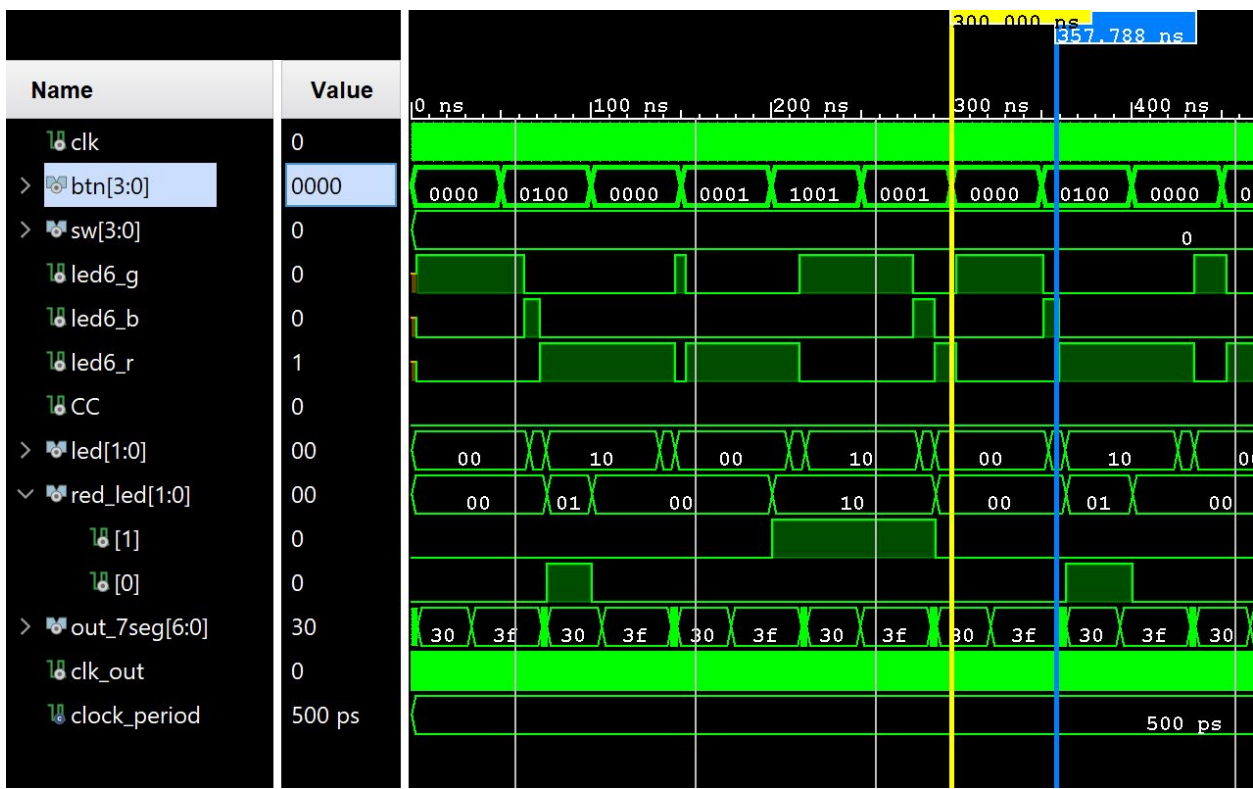 300.000 ns
357.788 ns
Name Value
0 ns 100 ns 200 ns 300 ns 400 ns
clk 0
btn[3:0] 0000 0000 0100 0000 0001 1001 0001 0000 0100 0000 0
sw[3:0] 0 0
led6_g 0
led6_b 0
led6_r 1
CC 0
led[1:0] 00 00 10 00 10 00 10 0
red_led[1:0] 00 00 01 00 10 00 01 00
[1] 0
[0] 0
out_7seg[6:0] 30 30 3f 30 3f 30 3f 30 3f 30 3f 30 3f 30
clk_out 0
clock_period 500 ps 500 ps